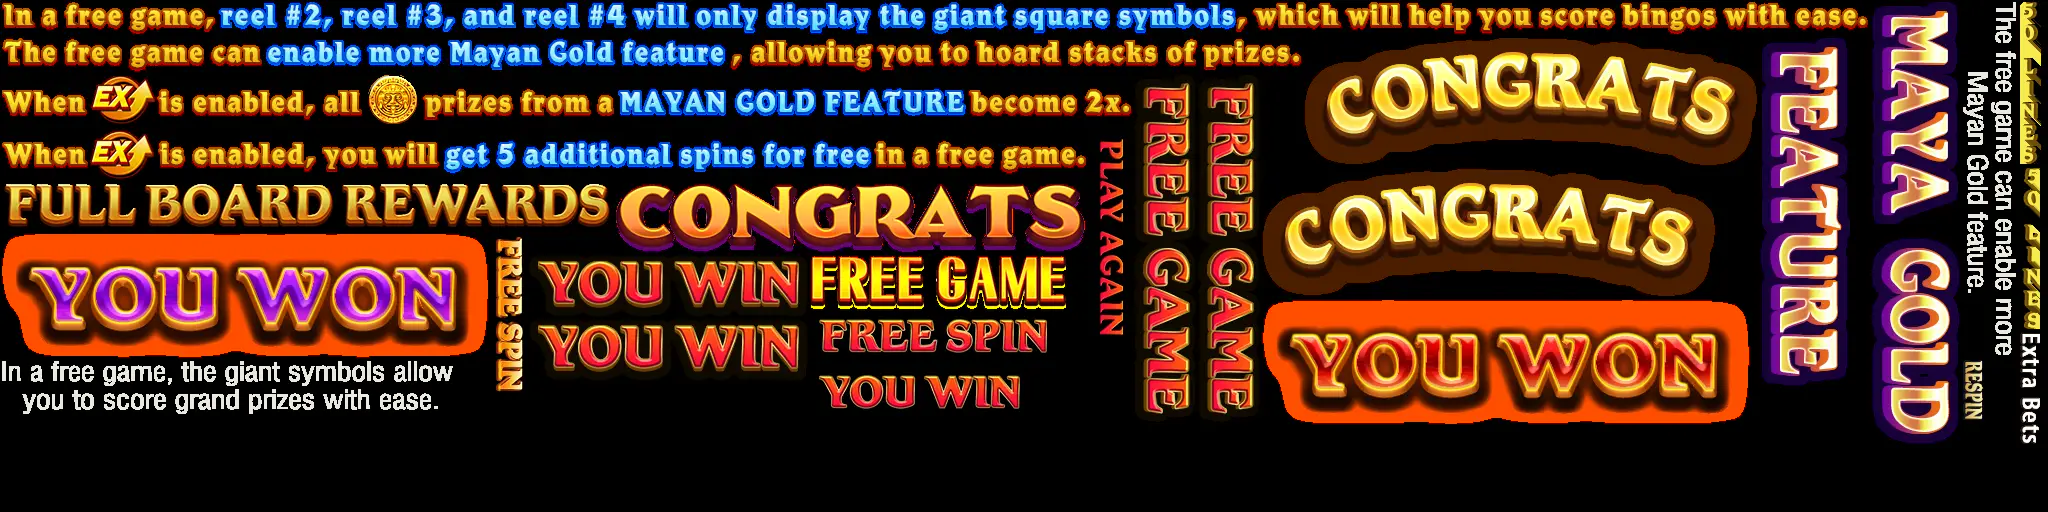 In a free game, reel #2, reel #3, and reel #4 will only display the giant square symbols, which will help you score bingos with ease.
The free game can enable more Mayan Gold feature , allowing you to hoard stacks of prizes.
When EX is enabled, all prizes from a MAYAN GOLD FEATURE become 2x.
When EX is enabled, you will get 5 additional spins for free in a free game.
FULL BOARD REWARDS
CONGRATS
YOU WON
FREE SPIN
YOU WIN
FREE GAME
YOU WIN
FREE SPIN
YOU WIN
In a free game, the giant symbols allow
you to score grand prizes with ease.
PLAY AGAIN
FREE GAME
FREE GAME
CONGRATS
CONGRATS
YOU WON
FEATURE
MAYA GOLD
The free game can enable more
Mayan Gold feature.
RESPIN
Extra Bets